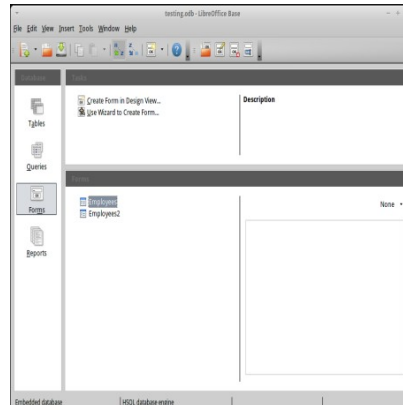 testing.odb - LibreOffice Base
File Edit View Insert Tools Window Help
Database
Tasks
Create Form in Design View...
Use Wizard to Create Form...
Description
Tables
Queries
Forms
Reports
Forms
Employees
Employees2
None
Embedded database
HSQL database engine